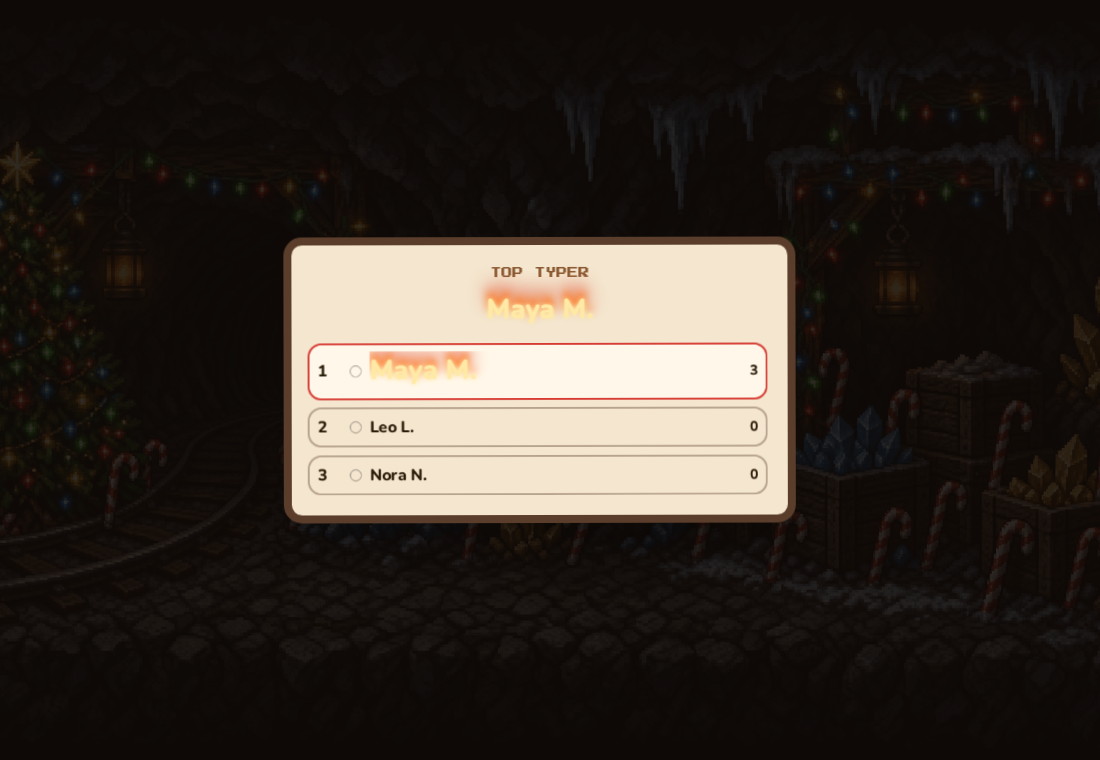 TOP TYPER
Maya M.
1 Maya M. 3
2 Leo L. 0
3 Nora N. 0